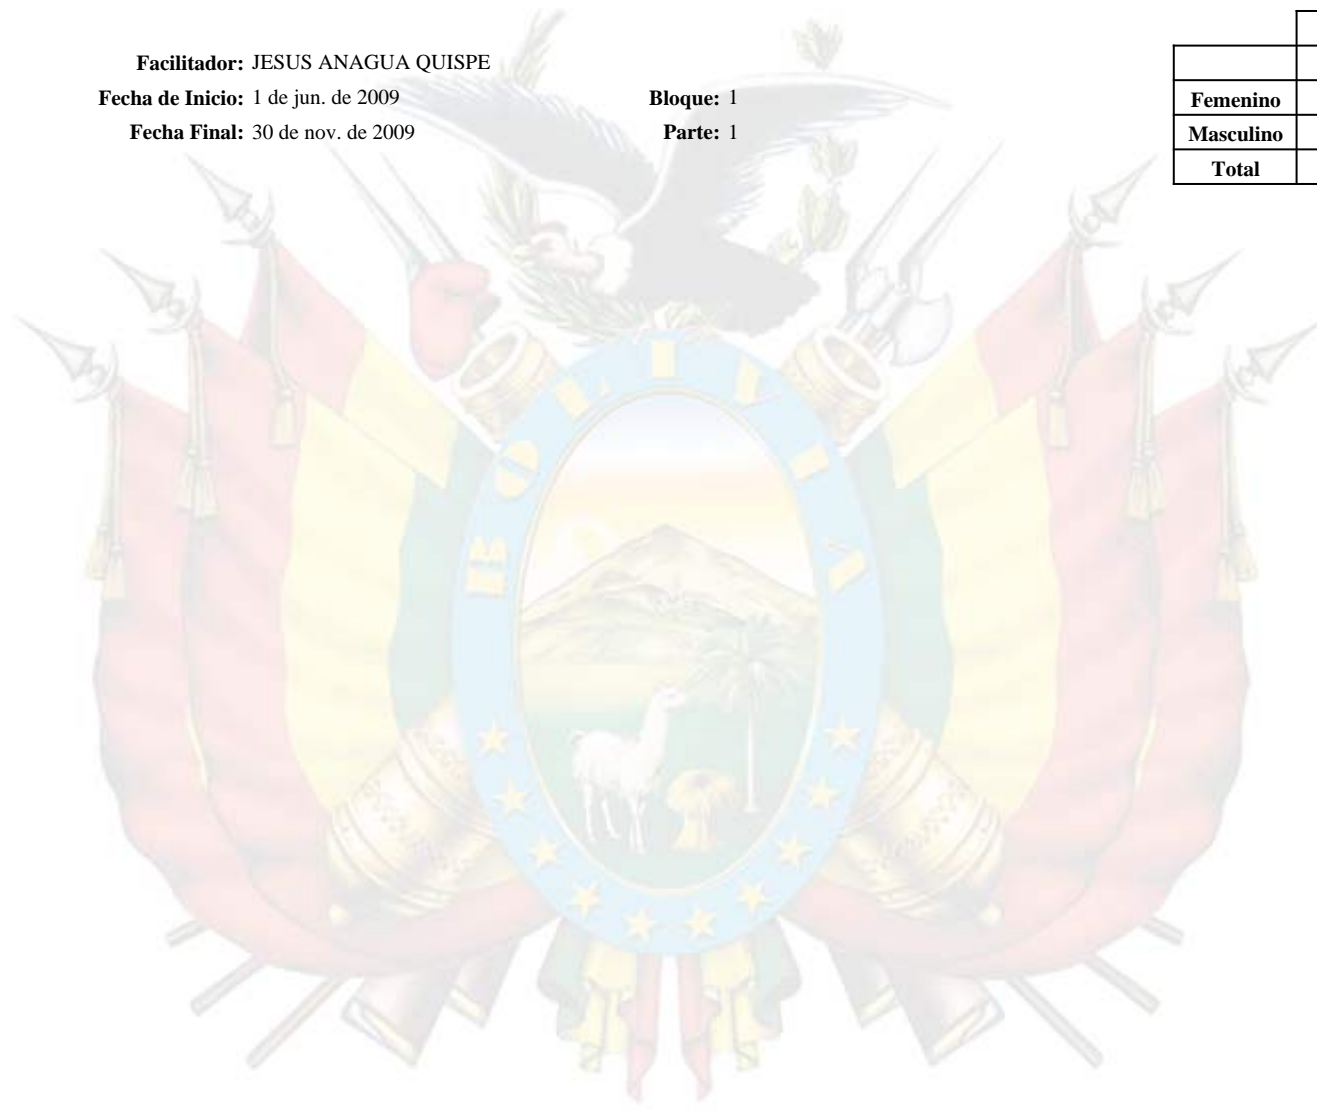 Facilitador: JESUS ANAGUA QUISPE
Fecha de Inicio: 1 de jun. de 2009 Bloque: 1
Fecha Final: 30 de nov. de 2009 Parte: 1
Femenino
Masculino
Total
BOLIVIA